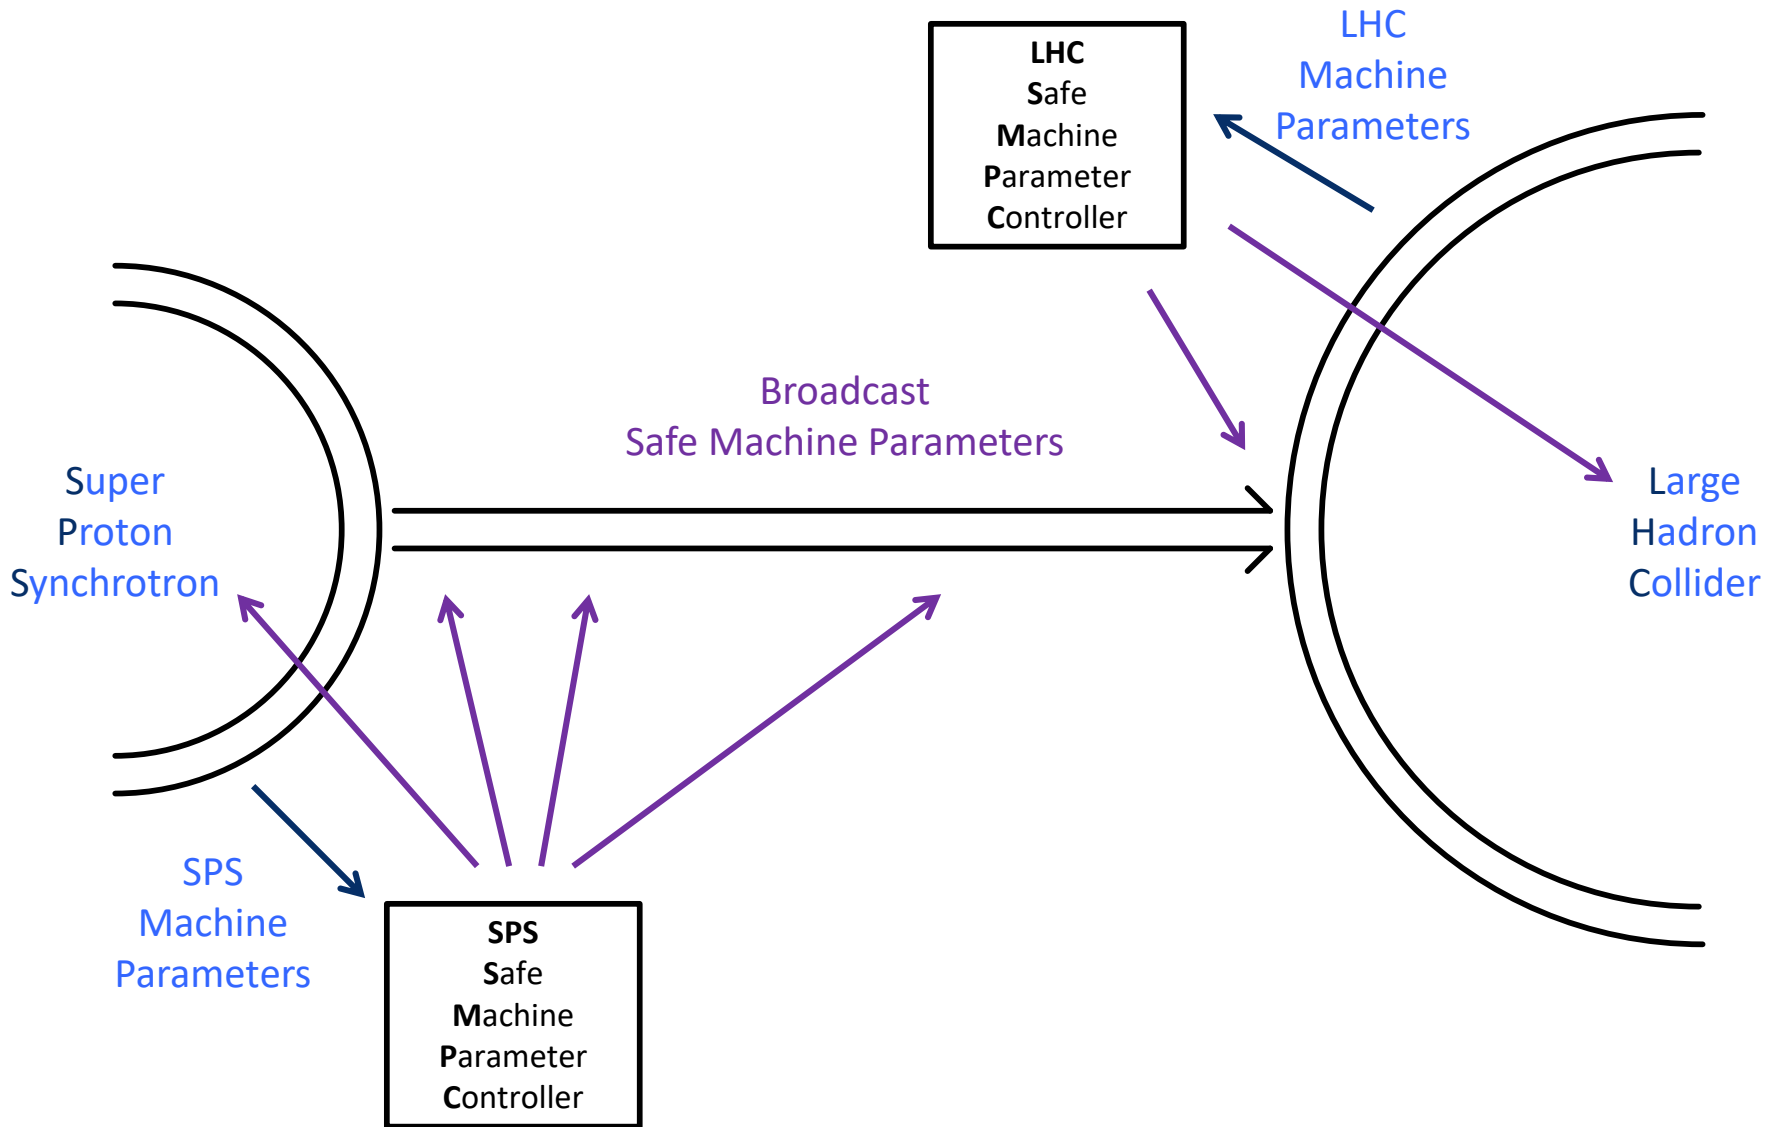 LHC
Safe
Machine
Parameter
Controller
LHC
Machine
Parameters
Broadcast
Safe Machine Parameters
Super
Proton
Synchrotron
Large
Hadron
Collider
SPS
Machine
Parameters
SPS
Safe
Machine
Parameter
Controller